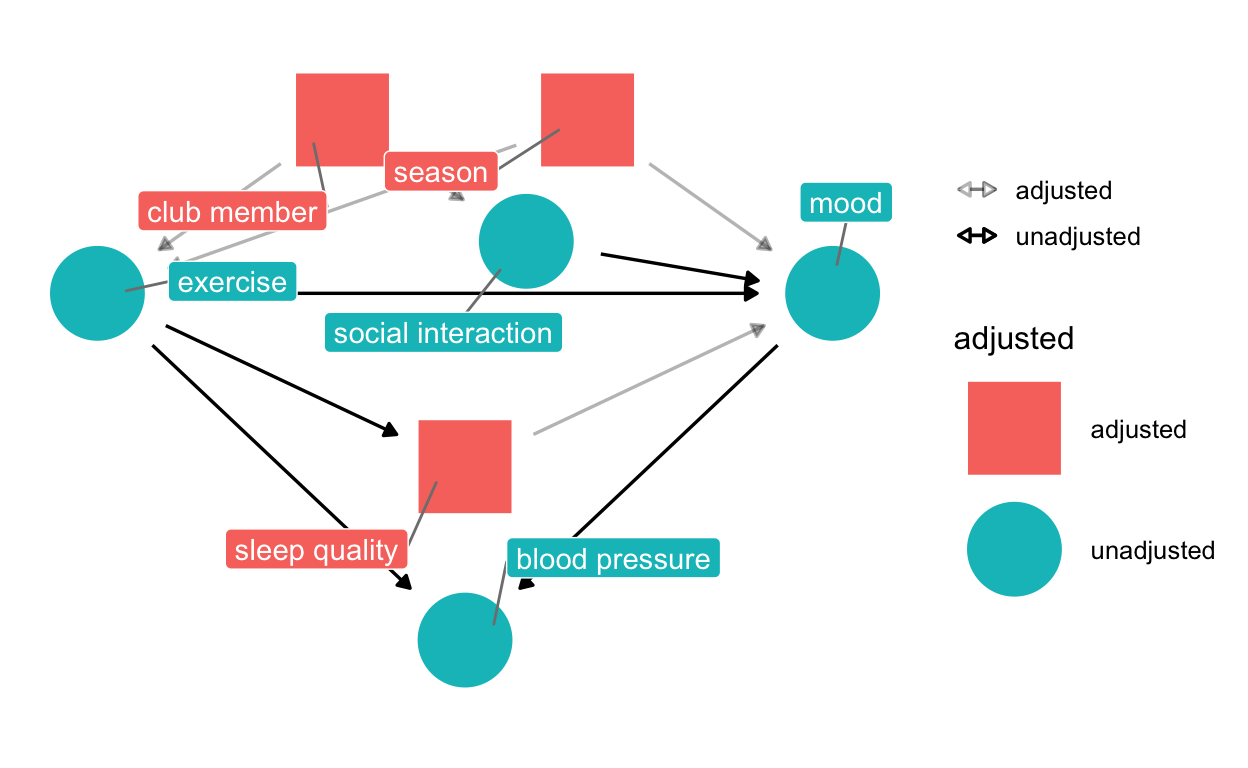 season
club member
mood
exercise
social interaction
sleep quality
blood pressure
adjusted
unadjusted
adjusted
adjusted
unadjusted